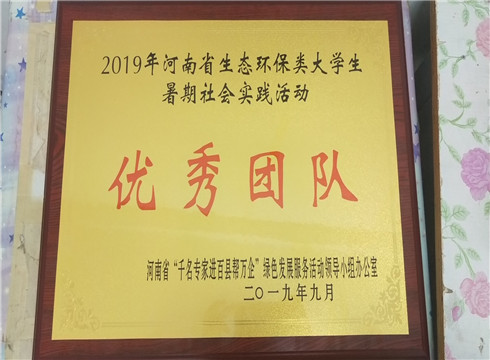 2019年河南省生态环保类大学生
暑期社会实践活动
优秀团队
河南省“千名专家进百县帮万企”绿色发展服务活动领导小组办公室
二〇一九年九月